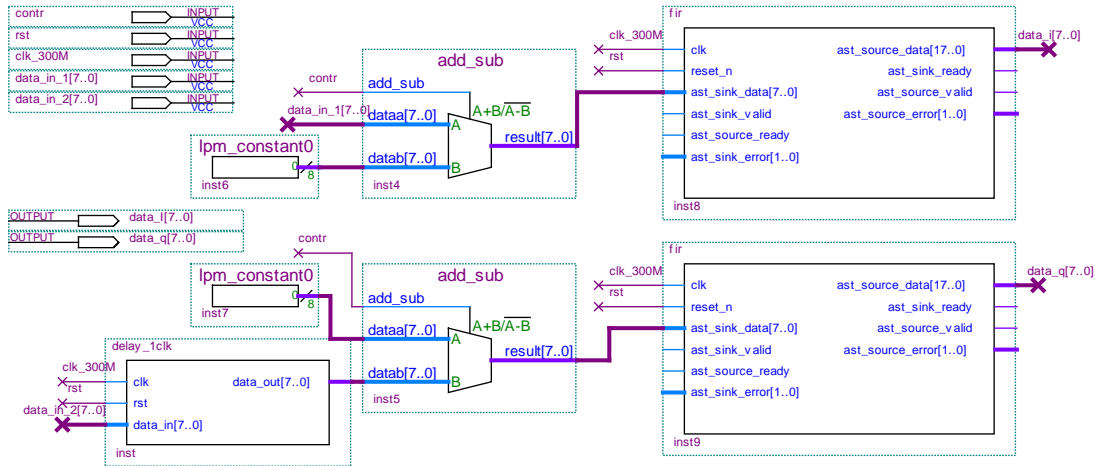 contr INPUT VCC
rst INPUT VCC
clk_300M INPUT VCC
data_in_1[7..0] INPUT VCC
data_in_2[7..0] INPUT VCC
add_sub
contr
add_sub
A+B/A-B
data_in_1[7..0]
dataa[7..0] A
result[7..0]
datab[7..0] B
inst4
lpm_constant0
0
8
inst6
fir
clk_300M
clk ast_source_data[17..0]
data_i[7..0]
rst
reset_n ast_sink_ready
ast_sink_data[7..0] ast_source_valid
ast_sink_valid ast_source_error[1..0]
ast_source_ready
ast_sink_error[1..0]
inst8
OUTPUT data_I[7..0]
OUTPUT data_q[7..0]
contr
add_sub
lpm_constant0
0
8
inst7
add_sub
A+B/A-B
dataa[7..0] A
result[7..0]
datab[7..0] B
inst5
delay_1clk
clk_300M
clk data_out[7..0]
rst
rst
data_in_2[7..0]
data_in[7..0]
inst
fir
clk_300M
clk ast_source_data[17..0]
data_q[7..0]
rst
reset_n ast_sink_ready
ast_sink_data[7..0] ast_source_valid
ast_sink_valid ast_source_error[1..0]
ast_source_ready
ast_sink_error[1..0]
inst9